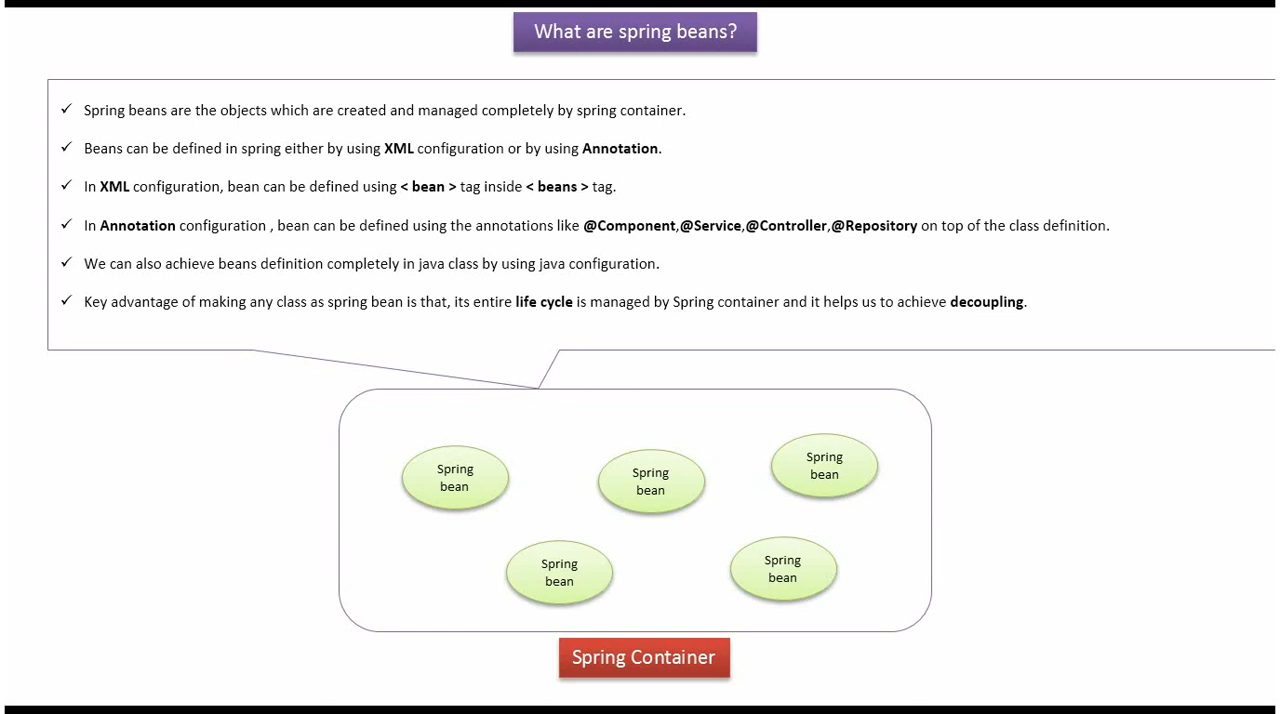 What are spring beans?
✓ Spring beans are the objects which are created and managed completely by spring container.
✓ Beans can be defined in spring either by using XML configuration or by using Annotation.
✓ In XML configuration, bean can be defined using < bean > tag inside < beans > tag.
✓ In Annotation configuration , bean can be defined using the annotations like @Component,@Service,@Controller,@Repository on top of the class definition.
✓ We can also achieve beans definition completely in java class by using java configuration.
✓ Key advantage of making any class as spring bean is that, its entire life cycle is managed by Spring container and it helps us to achieve decoupling.
Spring
bean
Spring
bean
Spring
bean
Spring
bean
Spring
bean
Spring Container